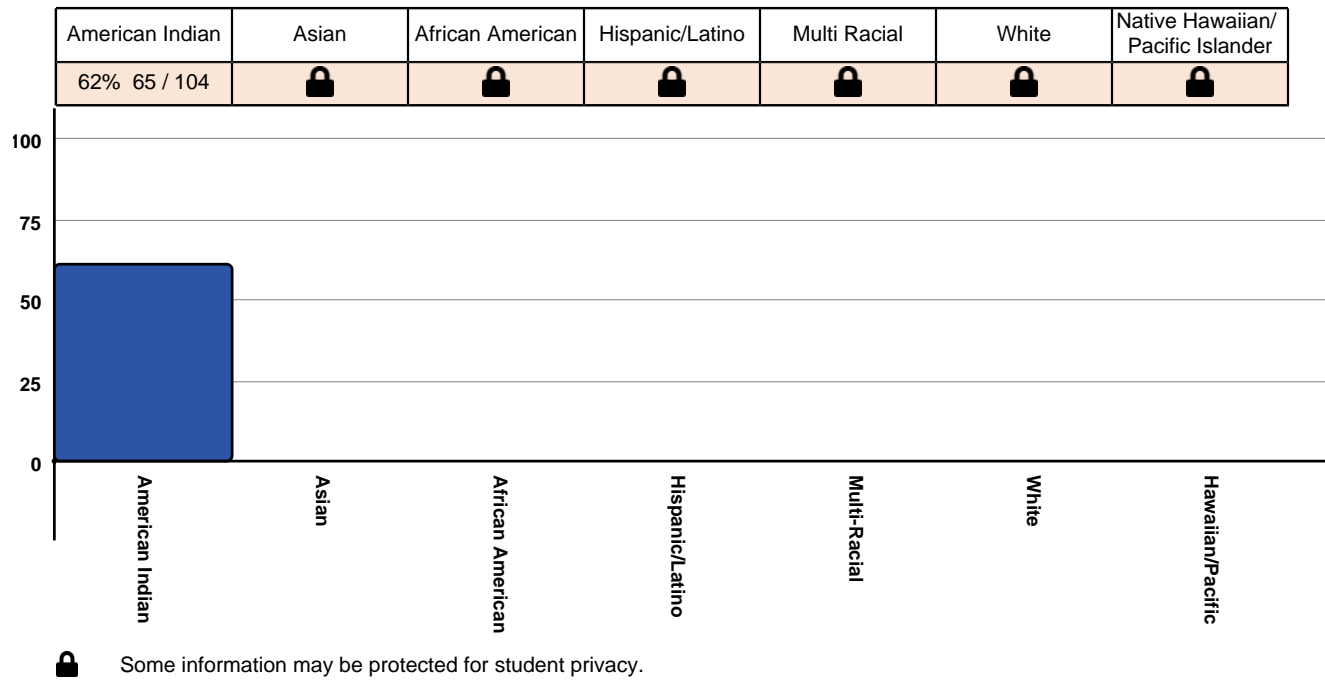 American Indian Asian African American Hispanic/Latino Multi Racial White Native Hawaiian/
Pacific Islander
62% 65 / 104
100
75
50
25
0
American Indian
Asian
African American
Hispanic/Latino
Multi-Racial
White
Hawaiian/Pacific
Some information may be protected for student privacy.